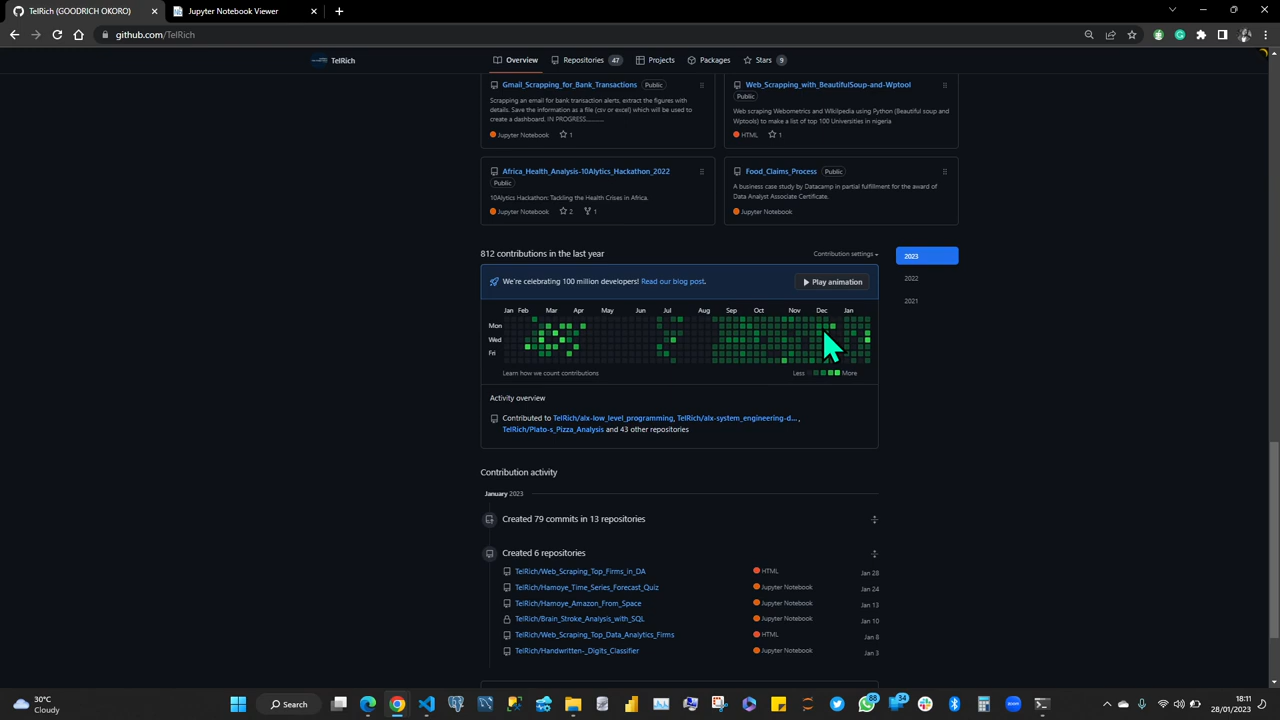 TelRich (GOODRICH OKORO)
Jupyter Notebook Viewer
github.com/TelRich
TelRich
Overview
Repositories 47
Projects
Packages
Stars 9
Gmail_Scrapping_for_Bank_Transactions Public
Scrapping an email for bank transaction alerts, extract the figures with
details. Save the information as a file (csv or excel) which will be used to
create a dashboard. IN PROGRESS...........
Jupyter Notebook 1
Web_Scrapping_with_BeautifulSoup-and-Wptool
Public
Web scraping Webometrics and Wikipedia using Python (Beautiful soup and
Wptools) to make a list of top 100 Universities in nigeria
HTML 1
Africa_Health_Analysis-10Alytics_Hackathon_2022
Public
10Alytics Hackathon: Tackling the Health Crises in Africa.
Jupyter Notebook 2 1
Food_Claims_Process Public
A business case study by Datacamp in partial fulfillment for the award of
Data Analyst Associate Certificate.
Jupyter Notebook
812 contributions in the last year
Contribution settings
2023
2022
2021
We're celebrating 100 million developers! Read our blog post.
Play animation
Jan Feb Mar Apr May Jun Jul Aug Sep Oct Nov Dec Jan
Mon
Wed
Fri
Learn how we count contributions
Less More
Activity overview
Contributed to TelRich/alx-low_level_programming, TelRich/alx-system_engineering-d... ,
TelRich/Plato-s_Pizza_Analysis and 43 other repositories
Contribution activity
January 2023
Created 79 commits in 13 repositories
Created 6 repositories
TelRich/Web_Scraping_Top_Firms_in_DA HTML Jan 28
TelRich/Hamoye_Time_Series_Forecast_Quiz Jupyter Notebook Jan 24
TelRich/Hamoye_Amazon_From_Space Jupyter Notebook Jan 13
TelRich/Brain_Stroke_Analysis_with_SQL Jupyter Notebook Jan 10
TelRich/Web_Scraping_Top_Data_Analytics_Firms HTML Jan 8
TelRich/Handwritten-_Digits_Classifier Jupyter Notebook Jan 3
30°C
Cloudy
Search
88
34
18:11
28/01/2023